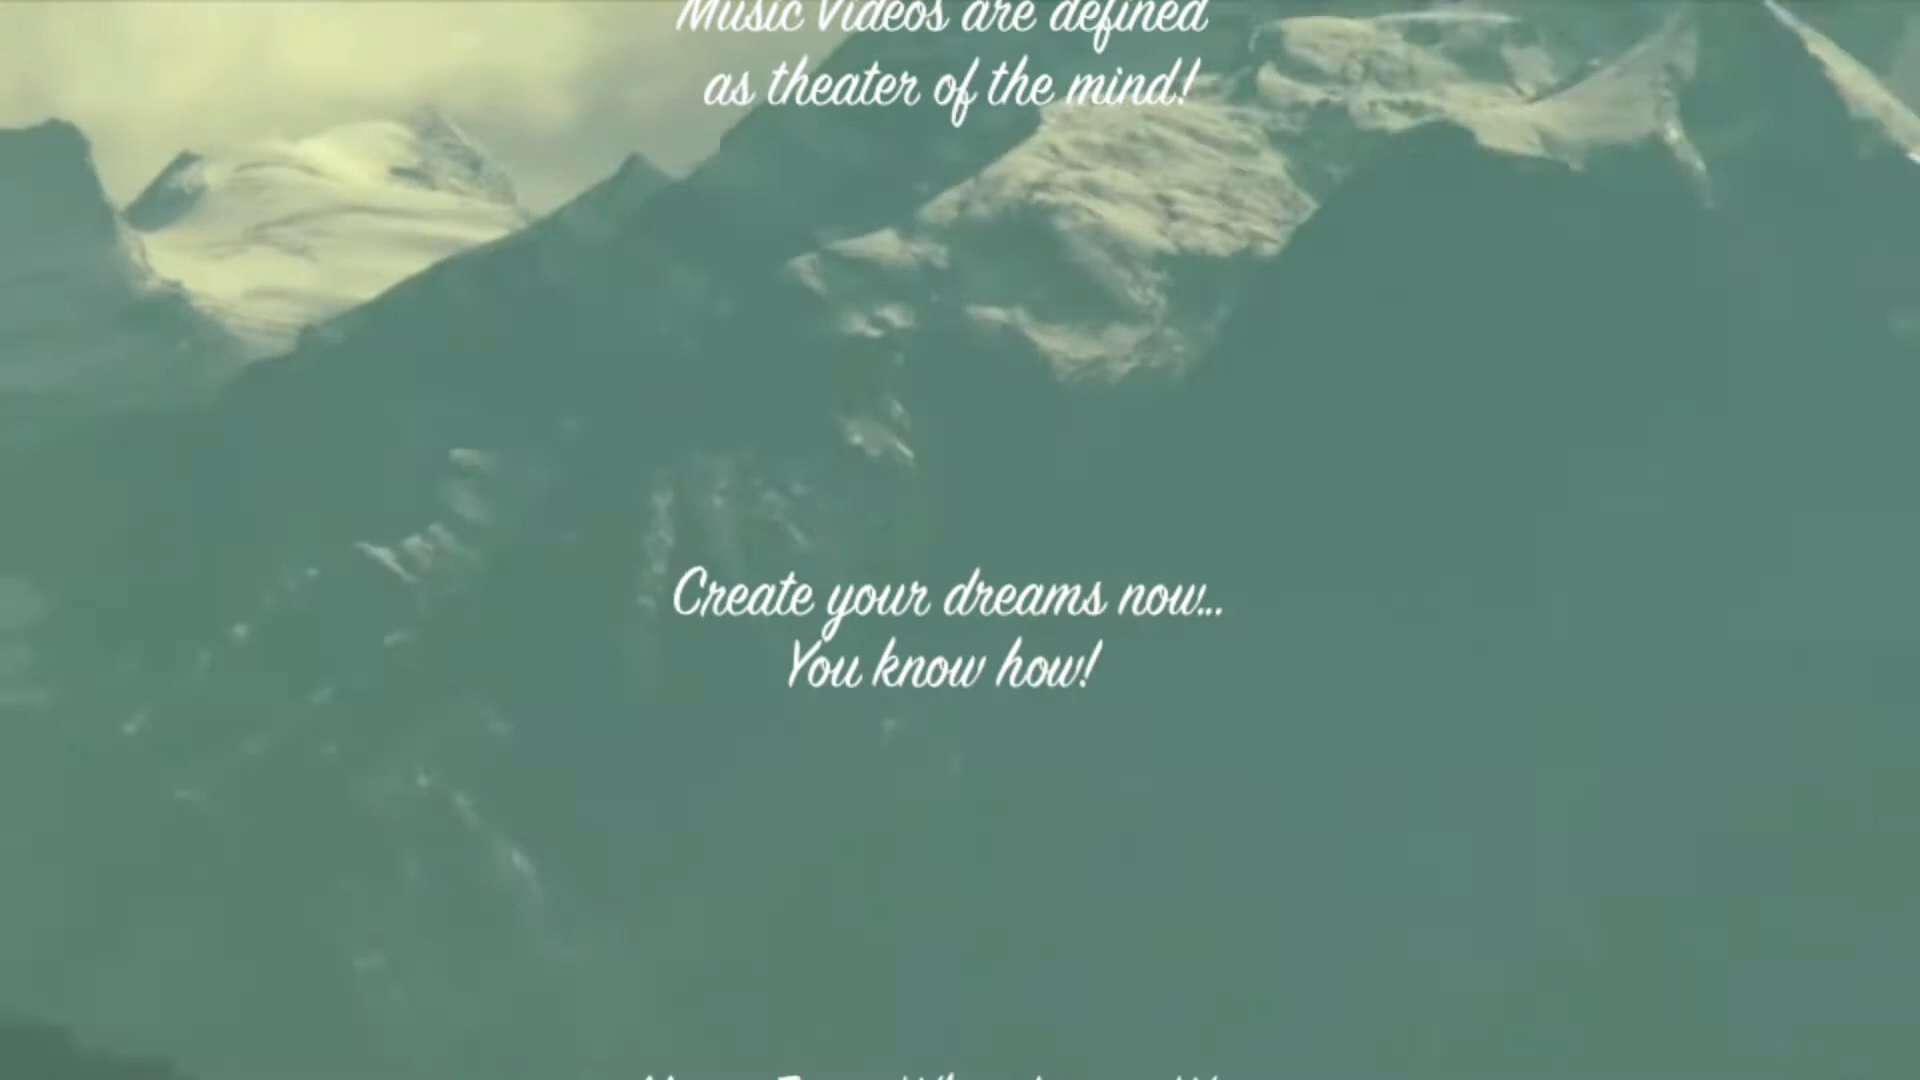 Music Videos are defined
as theater of the mind!
Create your dreams now...
You know how!